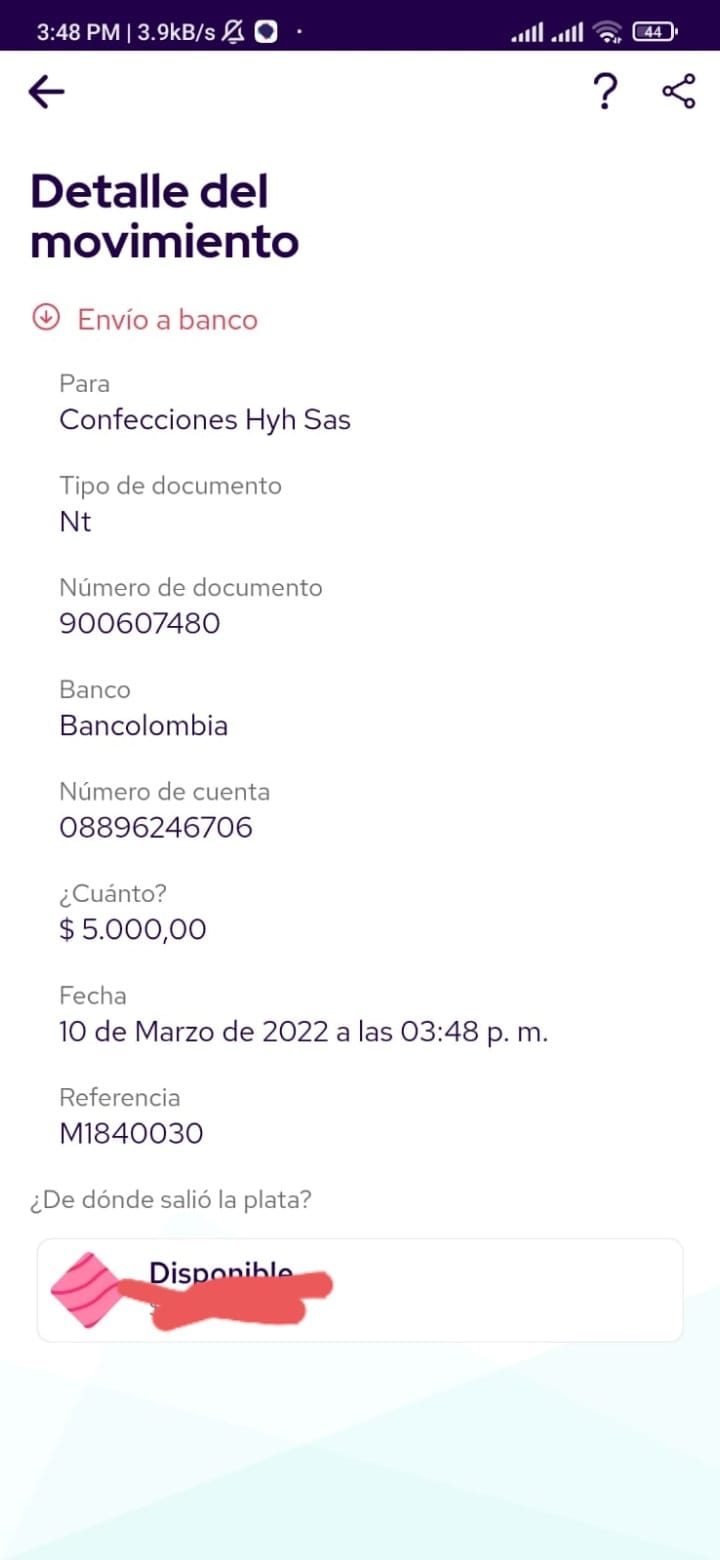 3:48 PM | 3.9kB/s
44
Detalle del
movimiento
Envío a banco
Para
Confecciones Hyh Sas
Tipo de documento
Nt
Número de documento
900607480
Banco
Bancolombia
Número de cuenta
08896246706
¿Cuánto?
$ 5.000,00
Fecha
10 de Marzo de 2022 a las 03:48 p. m.
Referencia
M1840030
¿De dónde salió la plata?
Disponible